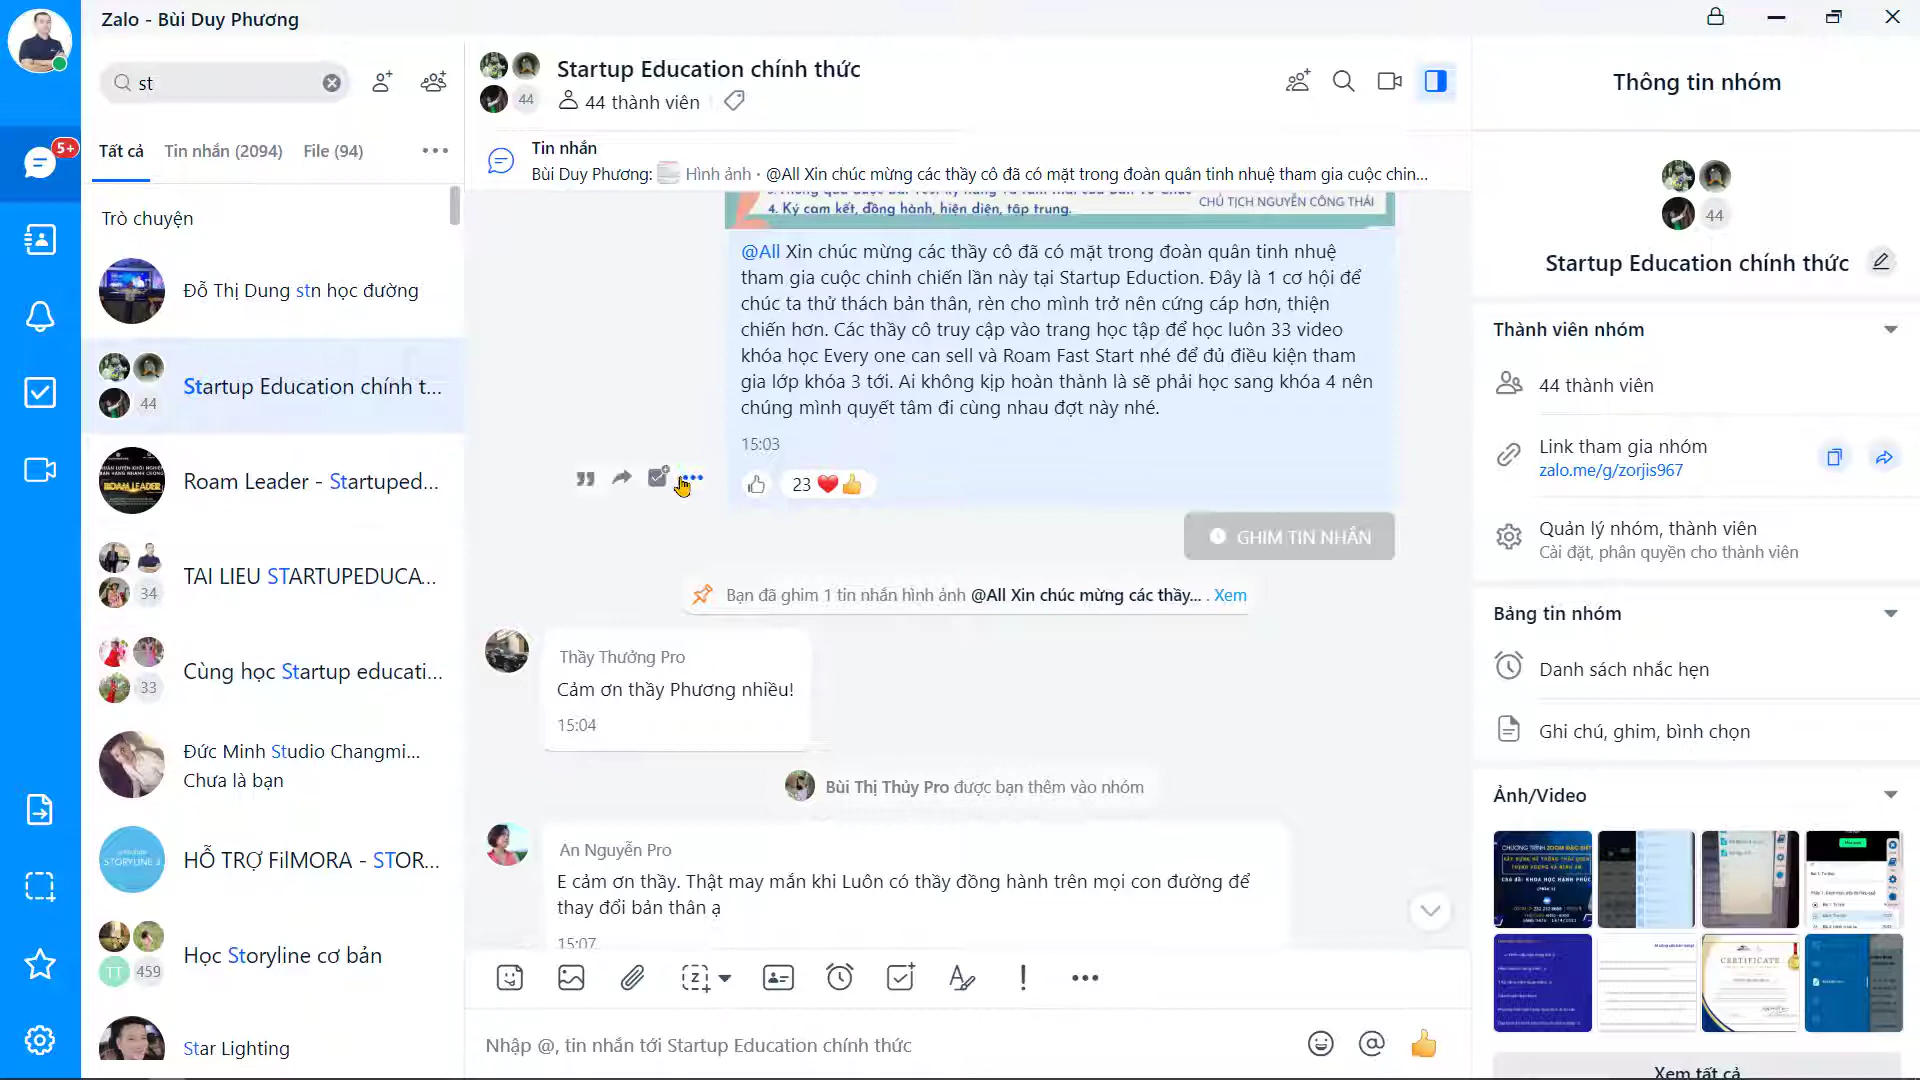 Zalo - Bùi Duy Phương
st
5+
Tất cả
Tin nhắn (2094)
File (94)
Trò chuyện
Đỗ Thị Dung stn học đường
44
Startup Education chính t...
Roam Leader - Startuped...
34
TAI LIEU STARTUPEDUCA...
33
Cùng học Startup educati...
Đức Minh Studio Changmi...
Chưa là bạn
HỖ TRỢ FilMORA - STOR...
TT 459
Học Storyline cơ bản
Star Lighting
44
Startup Education chính thức
44 thành viên
Tin nhắn
Bùi Duy Phương: Hình ảnh · @All Xin chúc mừng các thầy cô đã có mặt trong đoàn quân tinh nhuệ tham gia cuộc chin...
4. Ký cam kết, đồng hành, hiện diện, tập trung.
CHỦ TỊCH NGUYỄN CÔNG THÁI
@All Xin chúc mừng các thầy cô đã có mặt trong đoàn quân tinh nhuệ
tham gia cuộc chinh chiến lần này tại Startup Eduction. Đây là 1 cơ hội để
chúc ta thử thách bản thân, rèn cho mình trở nên cứng cáp hơn, thiện
chiến hơn. Các thầy cô truy cập vào trang học tập để học luôn 33 video
khóa học Every one can sell và Roam Fast Start nhé để đủ điều kiện tham
gia lớp khóa 3 tới. Ai không kịp hoàn thành là sẽ phải học sang khóa 4 nên
chúng mình quyết tâm đi cùng nhau đợt này nhé.
15:03
23
GHIM TIN NHẮN
Bạn đã ghim 1 tin nhắn hình ảnh @All Xin chúc mừng các thầy... . Xem
Thầy Thưởng Pro
Cảm ơn thầy Phương nhiều!
15:04
Bùi Thị Thủy Pro được bạn thêm vào nhóm
An Nguyễn Pro
E cảm ơn thầy. Thật may mắn khi Luôn có thầy đồng hành trên mọi con đường để
thay đổi bản thân ạ
15:07
Nhập @, tin nhắn tới Startup Education chính thức
Thông tin nhóm
44
Startup Education chính thức
Thành viên nhóm
44 thành viên
Link tham gia nhóm
zalo.me/g/zorjis967
Quản lý nhóm, thành viên
Cài đặt, phân quyền cho thành viên
Bảng tin nhóm
Danh sách nhắc hẹn
Ghi chú, ghim, bình chọn
Ảnh/Video
CHƯƠNG TRÌNH ZOOM ĐẶC BIỆT
CERTIFICATE
Xem tất cả